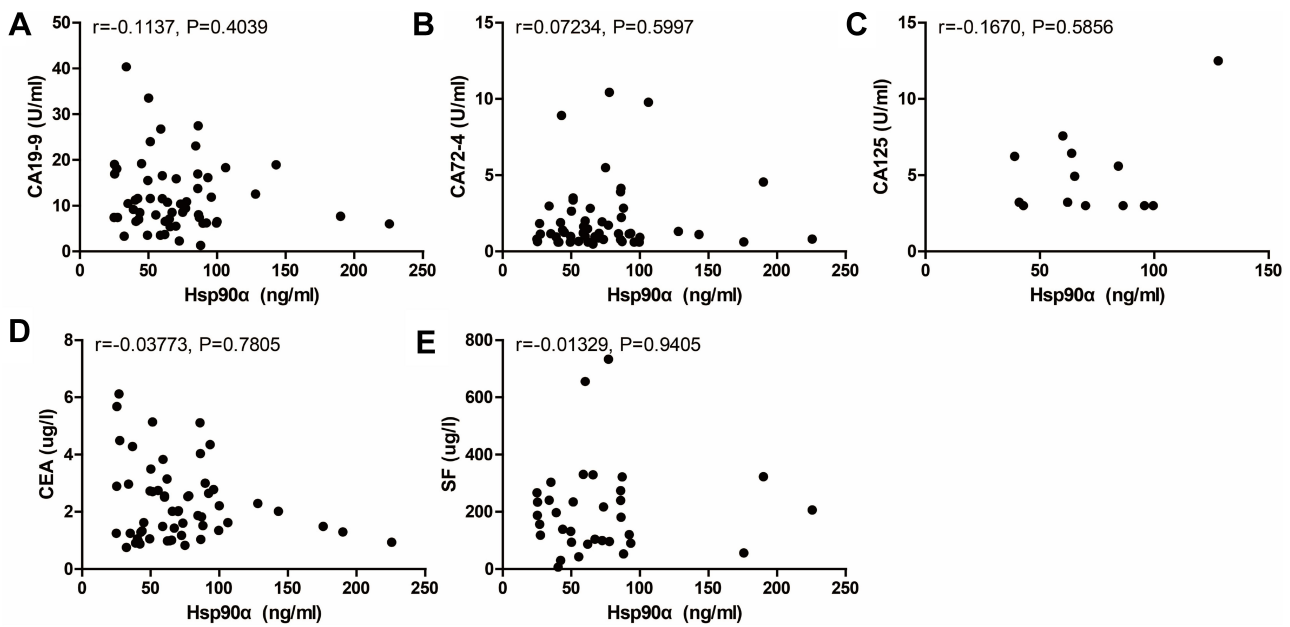 A
r=-0.1137, P=0.4039
CA19-9 (U/ml)
50
40
30
20
10
0
0 50 100 150 200 250
Hsp90α (ng/ml)
B
r=0.07234, P=0.5997
CA72-4 (U/ml)
15
10
5
0
0 50 100 150 200 250
Hsp90α (ng/ml)
C
r=-0.1670, P=0.5856
CA125 (U/ml)
15
10
5
0
0 50 100 150
Hsp90α (ng/ml)
D
r=-0.03773, P=0.7805
CEA (ug/l)
8
6
4
2
0
0 50 100 150 200 250
Hsp90α (ng/ml)
E
r=-0.01329, P=0.9405
SF (ug/l)
800
600
400
200
0
0 50 100 150 200 250
Hsp90α (ng/ml)